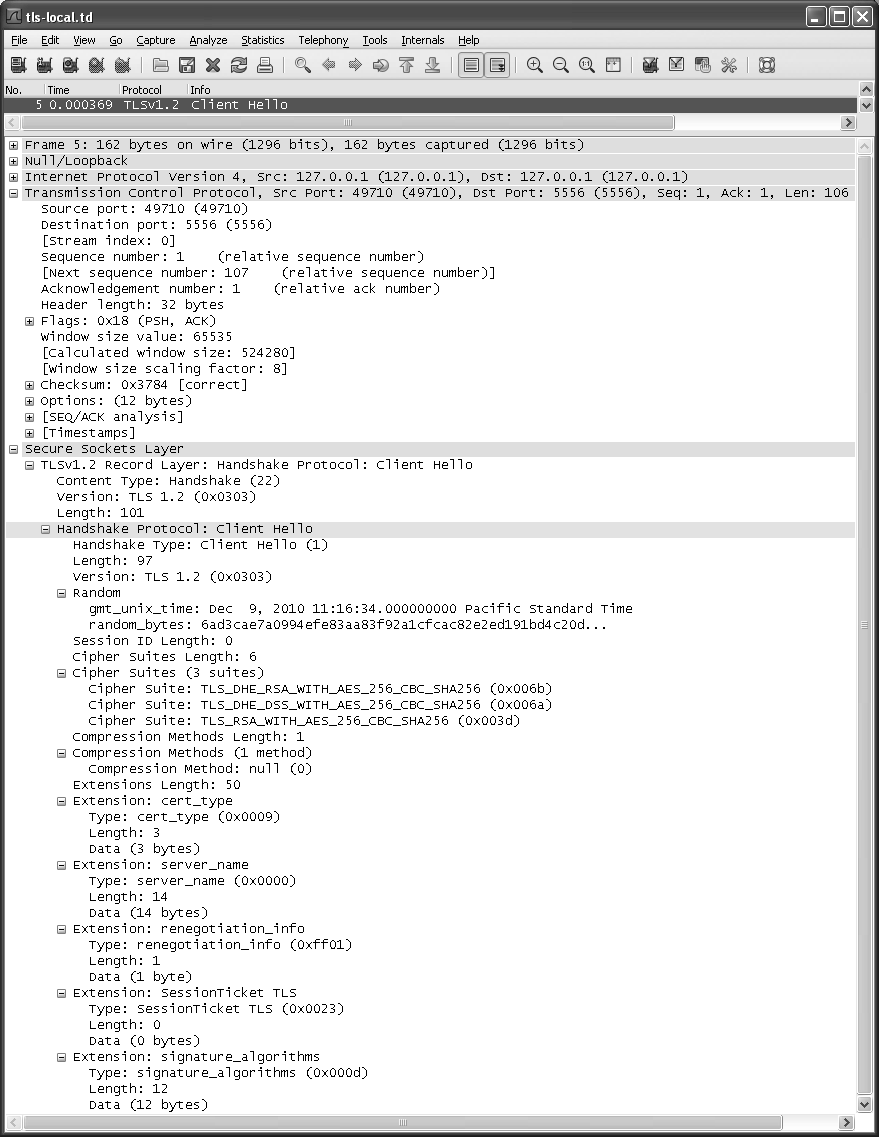 tls-local.td
File Edit View Go Capture Analyze Statistics Telephony Tools Internals Help
No. Time Protocol Info
5 0.000369 TLSv1.2 Client Hello
Frame 5: 162 bytes on wire (1296 bits), 162 bytes captured (1296 bits)
Null/Loopback
Internet Protocol Version 4, Src: 127.0.0.1 (127.0.0.1), Dst: 127.0.0.1 (127.0.0.1)
Transmission Control Protocol, Src Port: 49710 (49710), Dst Port: 5556 (5556), Seq: 1, Ack: 1, Len: 106
Source port: 49710 (49710)
Destination port: 5556 (5556)
[Stream index: 0]
Sequence number: 1 (relative sequence number)
[Next sequence number: 107 (relative sequence number)]
Acknowledgement number: 1 (relative ack number)
Header length: 32 bytes
Flags: 0x18 (PSH, ACK)
Window size value: 65535
[Calculated window size: 524280]
[Window size scaling factor: 8]
Checksum: 0x3784 [correct]
Options: (12 bytes)
[SEQ/ACK analysis]
[Timestamps]
Secure Sockets Layer
TLSv1.2 Record Layer: Handshake Protocol: Client Hello
Content Type: Handshake (22)
Version: TLS 1.2 (0x0303)
Length: 101
Handshake Protocol: Client Hello
Handshake Type: Client Hello (1)
Length: 97
Version: TLS 1.2 (0x0303)
Random
gmt_unix_time: Dec 9, 2010 11:16:34.000000000 Pacific Standard Time
random_bytes: 6ad3cae7a0994efe83aa83f92a1cfcac82e2ed191bd4c20d...
Session ID Length: 0
Cipher Suites Length: 6
Cipher Suites (3 suites)
Cipher Suite: TLS_DHE_RSA_WITH_AES_256_CBC_SHA256 (0x006b)
Cipher Suite: TLS_DHE_DSS_WITH_AES_256_CBC_SHA256 (0x006a)
Cipher Suite: TLS_RSA_WITH_AES_256_CBC_SHA256 (0x003d)
Compression Methods Length: 1
Compression Methods (1 method)
Compression Method: null (0)
Extensions Length: 50
Extension: cert_type
Type: cert_type (0x0009)
Length: 3
Data (3 bytes)
Extension: server_name
Type: server_name (0x0000)
Length: 14
Data (14 bytes)
Extension: renegotiation_info
Type: renegotiation_info (0xff01)
Length: 1
Data (1 byte)
Extension: SessionTicket TLS
Type: SessionTicket TLS (0x0023)
Length: 0
Data (0 bytes)
Extension: signature_algorithms
Type: signature_algorithms (0x000d)
Length: 12
Data (12 bytes)